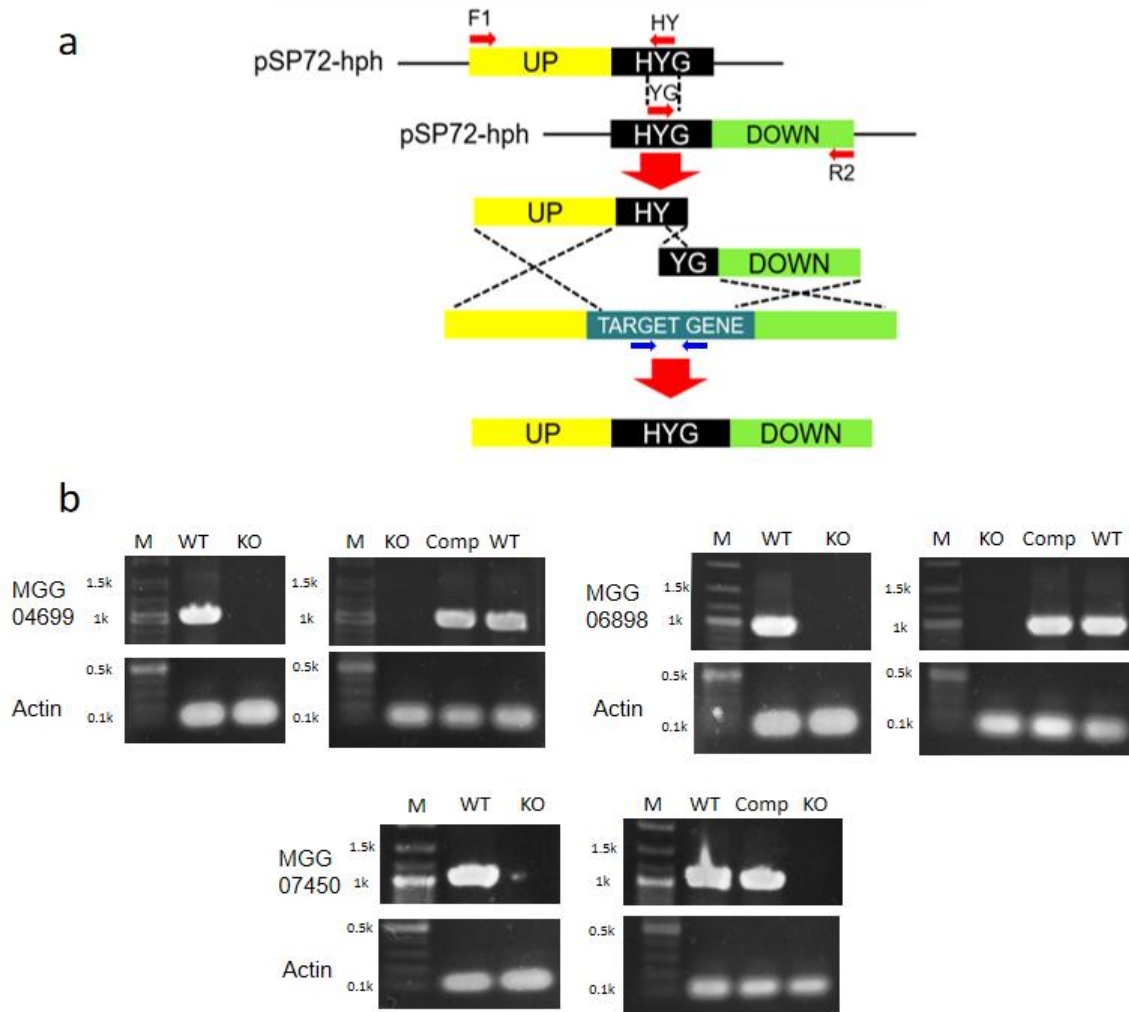 a
F1 HY
pSP72-hph UP HYG
YG
pSP72-hph HYG DOWN
R2
UP HY
YG DOWN
TARGET GENE
UP HYG DOWN
b
M WT KO M KO Comp WT M WT KO M KO Comp WT
MGG 1.5k 1.5k MGG 1.5k 1.5k
04699 1k 1k 06898 1k 1k
0.5k 0.5k 0.5k 0.5k
Actin 0.1k 0.1k Actin 0.1k 0.1k
M WT KO M WT Comp KO
MGG 1.5k 1.5k
07450 1k 1k
0.5k 0.5k
Actin 0.1k 0.1k